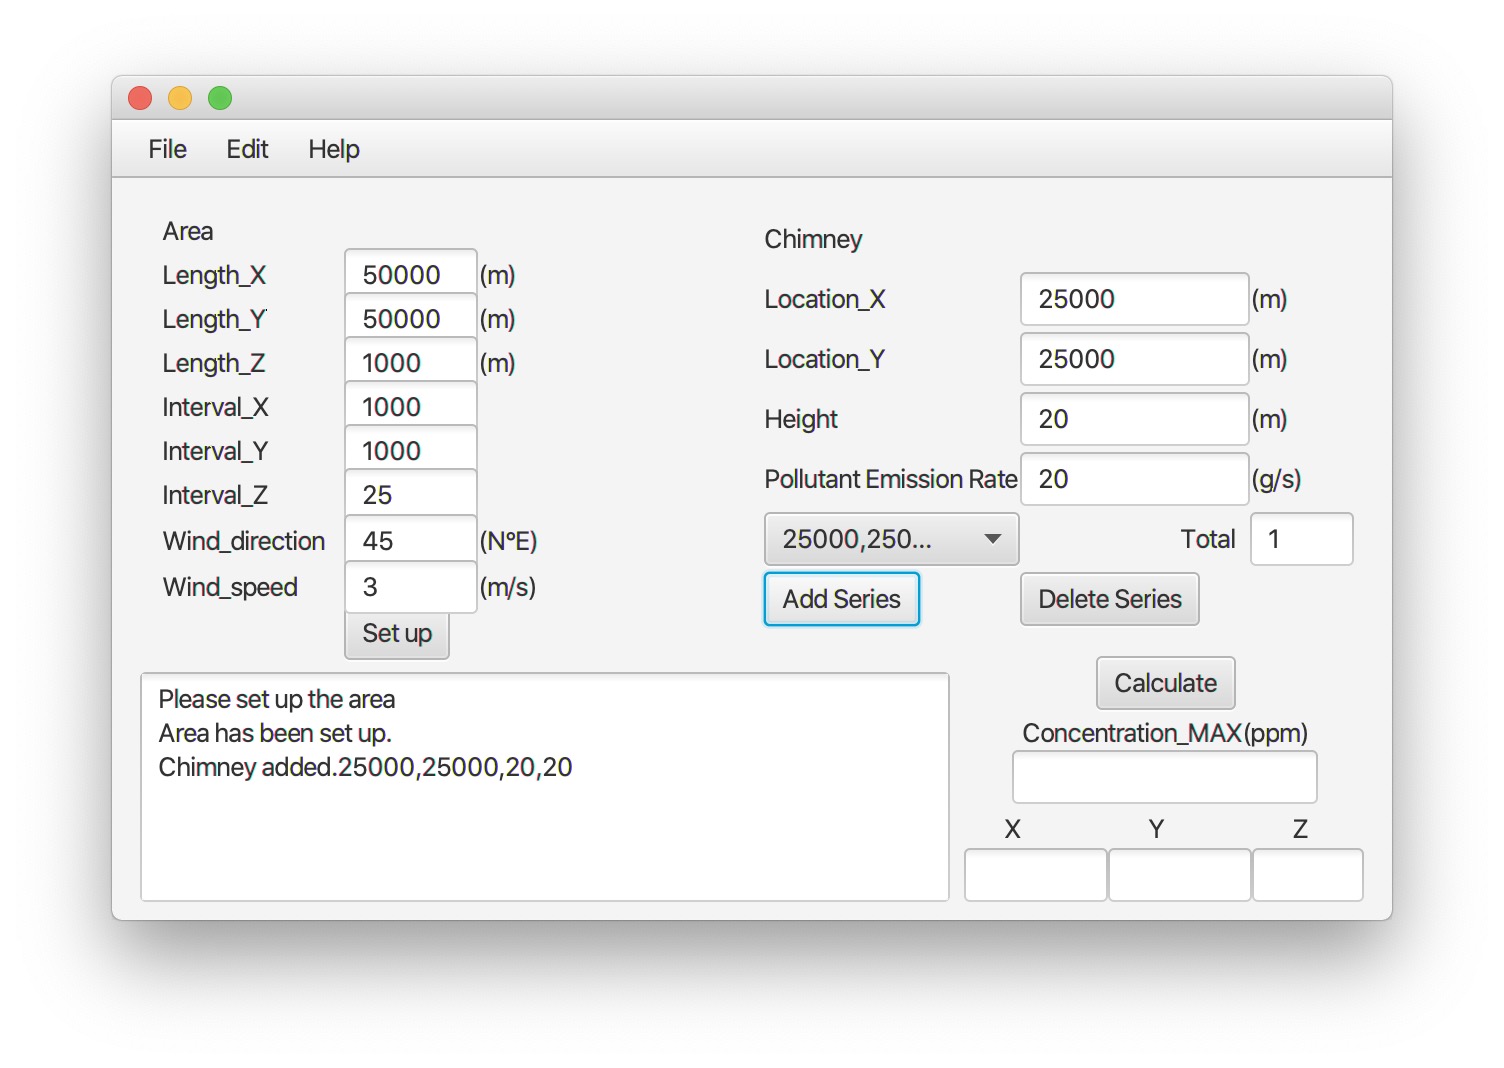 File Edit Help
Area
Length_X 50000 (m)
Length_Y 50000 (m)
Length_Z 1000 (m)
Interval_X 1000
Interval_Y 1000
Interval_Z 25
Wind_direction 45 (N°E)
Wind_speed 3 (m/s)
Set up
Chimney
Location_X 25000 (m)
Location_Y 25000 (m)
Height 20 (m)
Pollutant Emission Rate 20 (g/s)
25000,250... Total 1
Add Series Delete Series
Please set up the area
Area has been set up.
Chimney added.25000,25000,20,20
Calculate
Concentration_MAX(ppm)
X Y Z